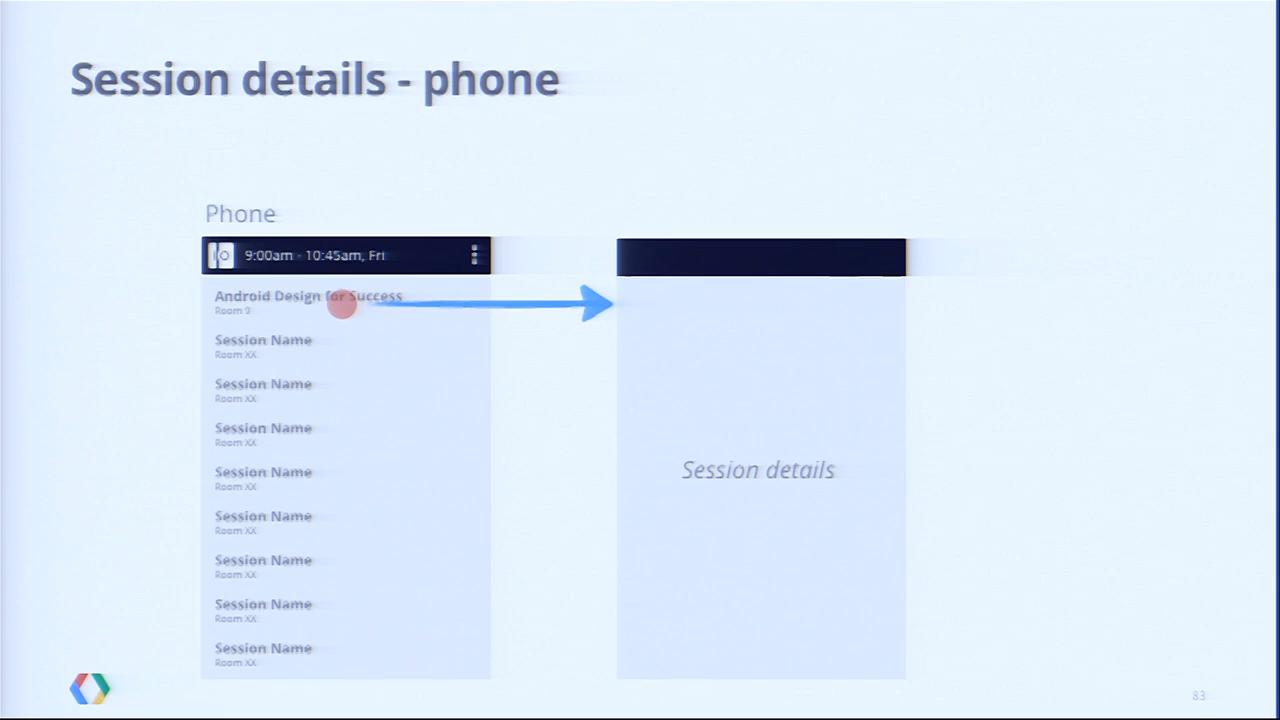 Session details - phone
Phone
IO 9:00am - 10:45am, Fri
Android Design for Success
Room 9
Session Name
Room XX
Session Name
Room XX
Session Name
Room XX
Session Name
Room XX
Session Name
Room XX
Session Name
Room XX
Session Name
Room XX
Session Name
Room XX
Session details
83